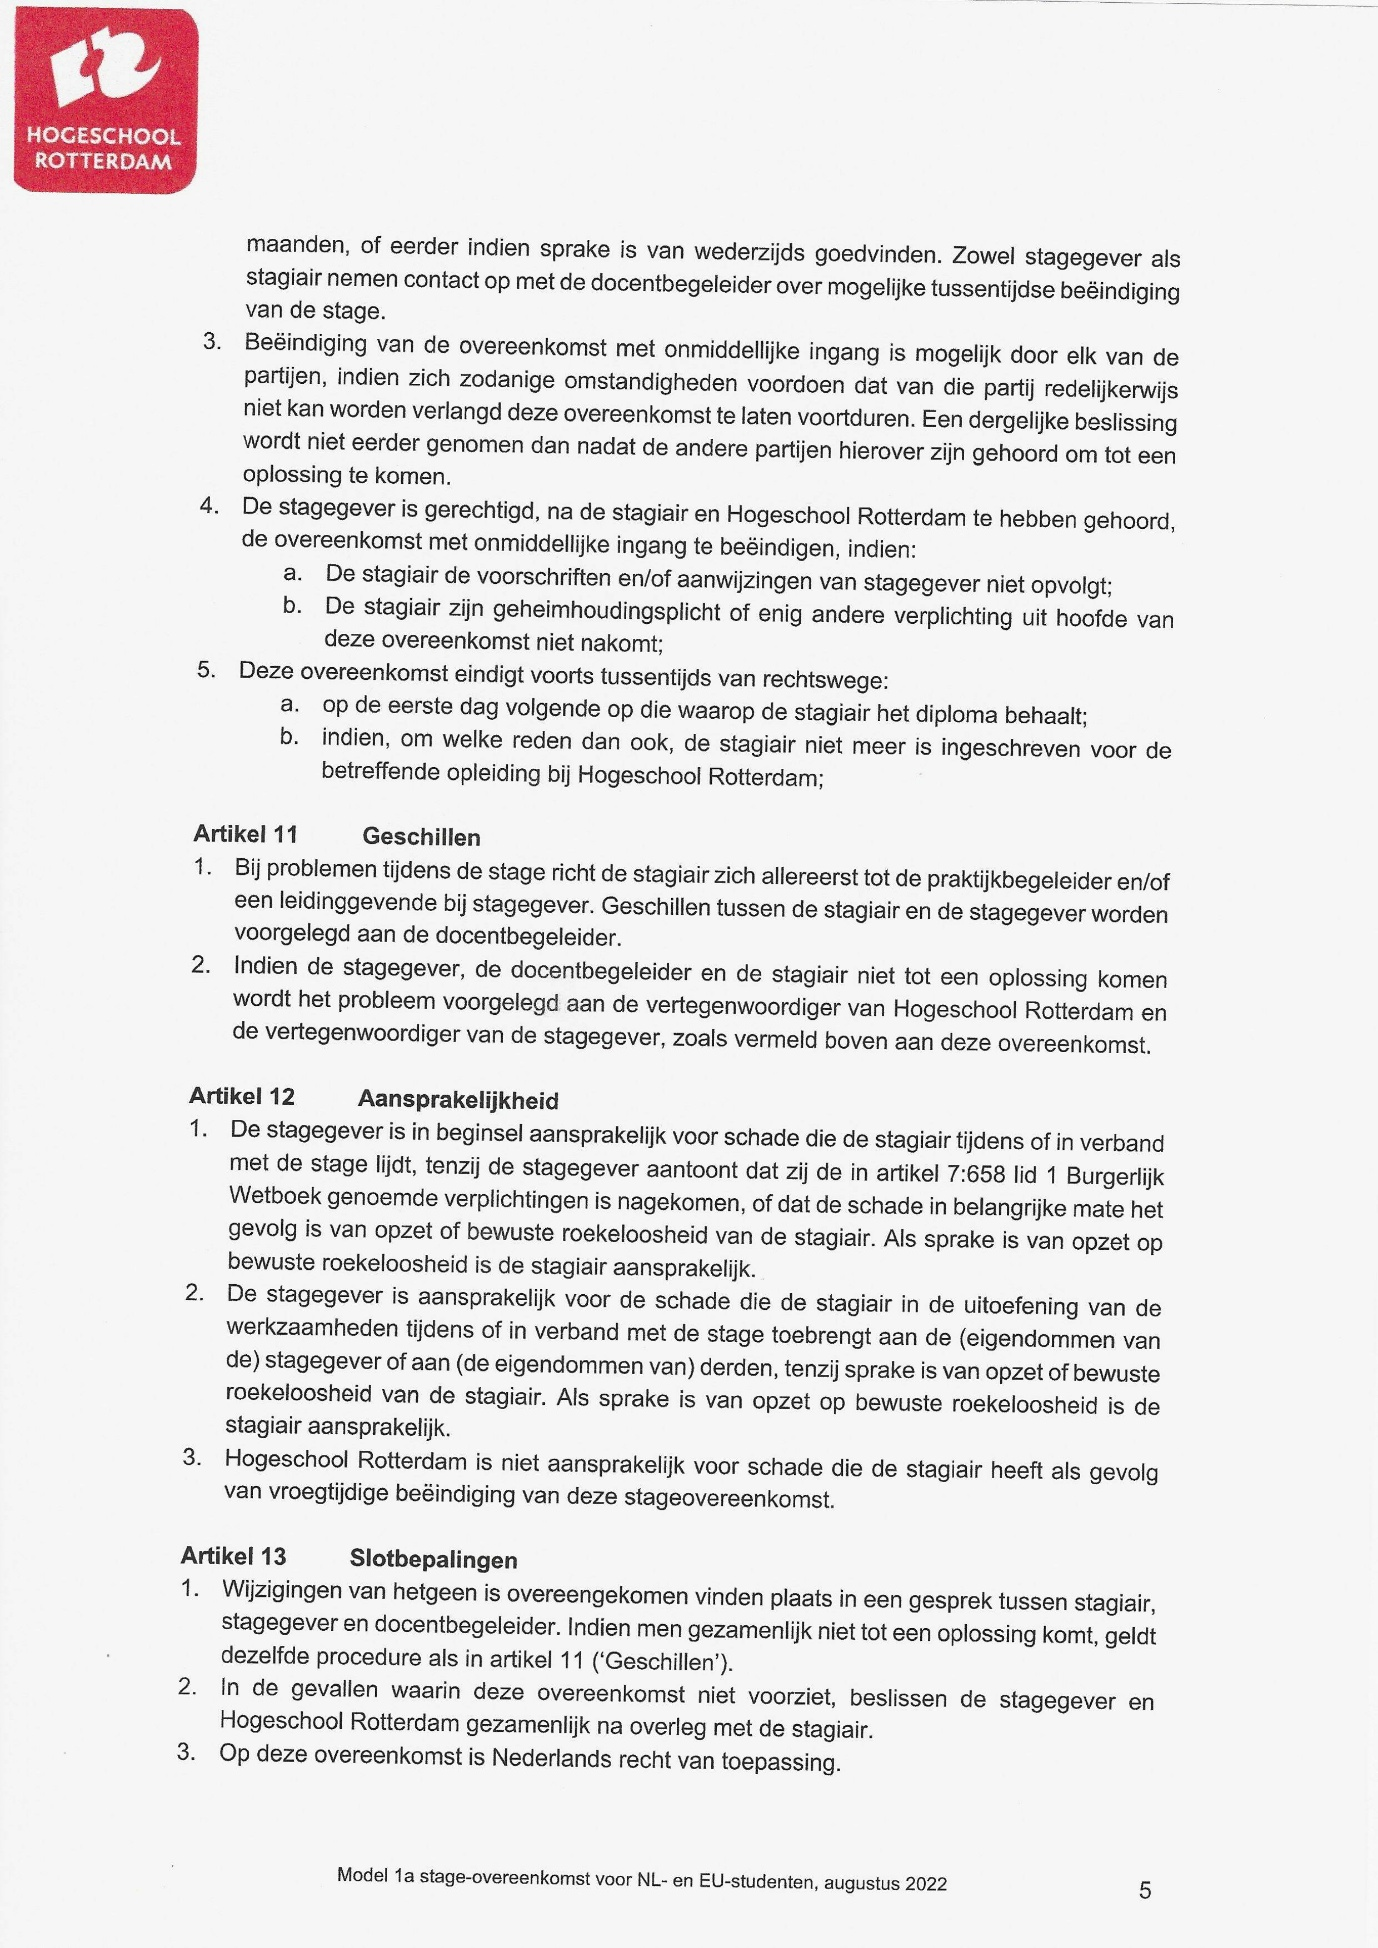 HOGESCHOOL
ROTTERDAM
maanden, of eerder indien sprake is van wederzijds goedvinden. Zowel stagegever als
stagiair nemen contact op met de docentbegeleider over mogelijke tussentijdse beëindiging
van de stage.
3. Beëindiging van de overeenkomst met onmiddellijke ingang is mogelijk door elk van de
partijen, indien zich zodanige omstandigheden voordoen dat van die partij redelijkerwijs
niet kan worden verlangd deze overeenkomst te laten voortduren. Een dergelijke beslissing
wordt niet eerder genomen dan nadat de andere partijen hierover zijn gehoord om tot een
oplossing te komen.
4. De stagegever is gerechtigd, na de stagiair en Hogeschool Rotterdam te hebben gehoord,
de overeenkomst met onmiddellijke ingang te beëindigen, indien:
a. De stagiair de voorschriften en/of aanwijzingen van stagegever niet opvolgt;
b. De stagiair zijn geheimhoudingsplicht of enig andere verplichting uit hoofde van
deze overeenkomst niet nakomt;
5. Deze overeenkomst eindigt voorts tussentijds van rechtswege:
a. op de eerste dag volgende op die waarop de stagiair het diploma behaalt;
b. indien, om welke reden dan ook, de stagiair niet meer is ingeschreven voor de
betreffende opleiding bij Hogeschool Rotterdam;
Artikel 11 Geschillen
1. Bij problemen tijdens de stage richt de stagiair zich allereerst tot de praktijkbegeleider en/of
een leidinggevende bij stagegever. Geschillen tussen de stagiair en de stagegever worden
voorgelegd aan de docentbegeleider.
2. Indien de stagegever, de docentbegeleider en de stagiair niet tot een oplossing komen
wordt het probleem voorgelegd aan de vertegenwoordiger van Hogeschool Rotterdam en
de vertegenwoordiger van de stagegever, zoals vermeld boven aan deze overeenkomst.
Artikel 12 Aansprakelijkheid
1. De stagegever is in beginsel aansprakelijk voor schade die de stagiair tijdens of in verband
met de stage lijdt, tenzij de stagegever aantoont dat zij de in artikel 7:658 lid 1 Burgerlijk
Wetboek genoemde verplichtingen is nagekomen, of dat de schade in belangrijke mate het
gevolg is van opzet of bewuste roekeloosheid van de stagiair. Als sprake is van opzet op
bewuste roekeloosheid is de stagiair aansprakelijk.
2. De stagegever is aansprakelijk voor de schade die de stagiair in de uitoefening van de
werkzaamheden tijdens of in verband met de stage toebrengt aan de (eigendommen van
de) stagegever of aan (de eigendommen van) derden, tenzij sprake is van opzet of bewuste
roekeloosheid van de stagiair. Als sprake is van opzet op bewuste roekeloosheid is de
stagiair aansprakelijk.
3. Hogeschool Rotterdam is niet aansprakelijk voor schade die de stagiair heeft als gevolg
van vroegtijdige beëindiging van deze stageovereenkomst.
Artikel 13 Slotbepalingen
1. Wijzigingen van hetgeen is overeengekomen vinden plaats in een gesprek tussen stagiair,
stagegever en docentbegeleider. Indien men gezamenlijk niet tot een oplossing komt, geldt
dezelfde procedure als in artikel 11 (‘Geschillen’).
2. In de gevallen waarin deze overeenkomst niet voorziet, beslissen de stagegever en
Hogeschool Rotterdam gezamenlijk na overleg met de stagiair.
3. Op deze overeenkomst is Nederlands recht van toepassing.
Model 1a stage-overeenkomst voor NL- en EU-studenten, augustus 2022
5